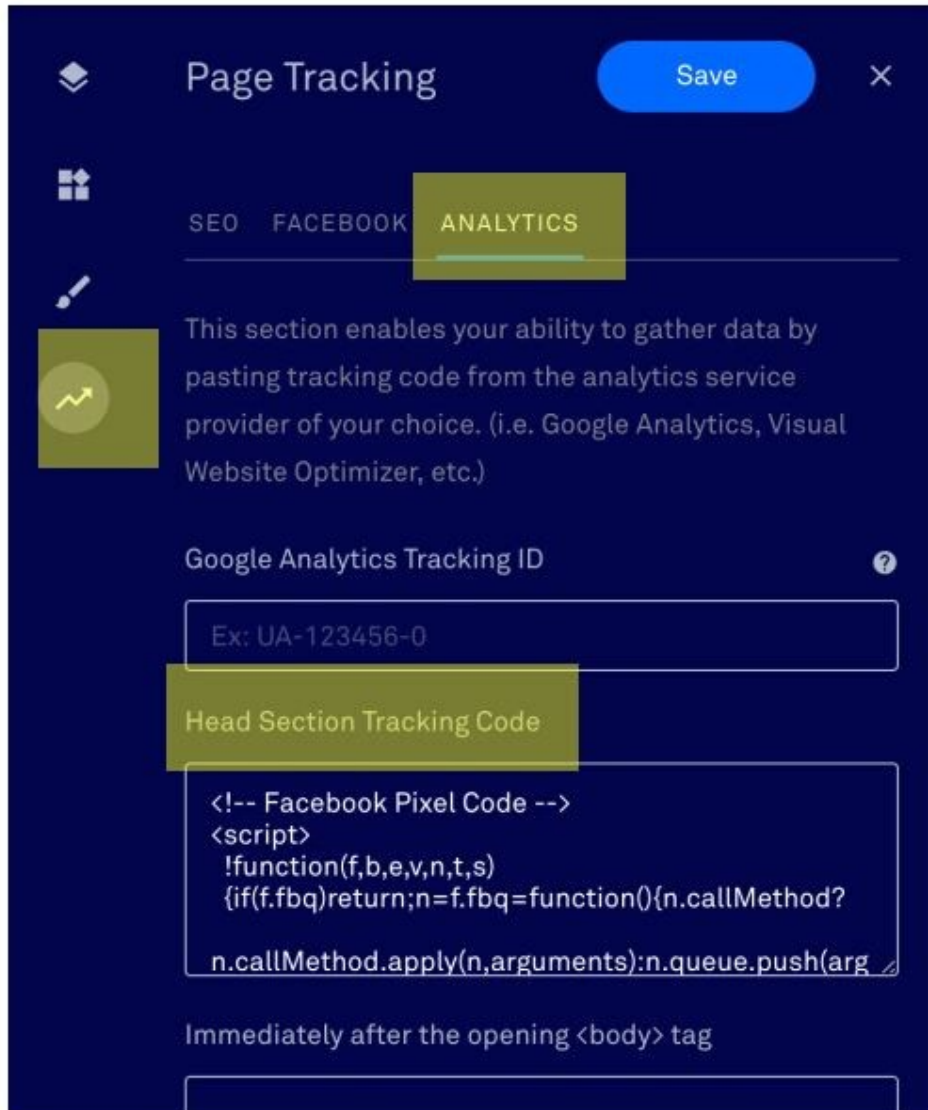 Page Tracking
Save
SEO FACEBOOK ANALYTICS
This section enables your ability to gather data by
pasting tracking code from the analytics service
provider of your choice. (i.e. Google Analytics, Visual
Website Optimizer, etc.)
Google Analytics Tracking ID
Ex: UA-123456-0
Head Section Tracking Code
<!-- Facebook Pixel Code -->
<script>
!function(f,b,e,v,n,t,s)
{if(f.fbq)return;n=f.fbq=function(){n.callMethod?
n.callMethod.apply(n,arguments):n.queue.push(arg
Immediately after the opening <body> tag